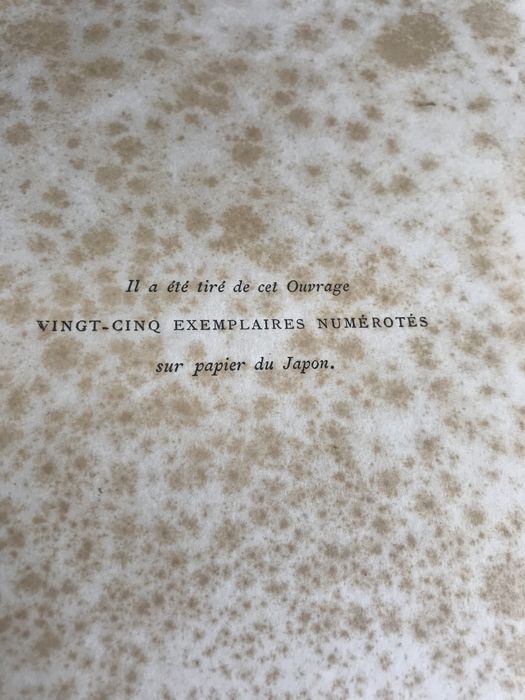 Il a été tiré de cet Ouvrage
VINGT-CINQ EXEMPLAIRES NUMÉROTÉS
sur papier du Japon.